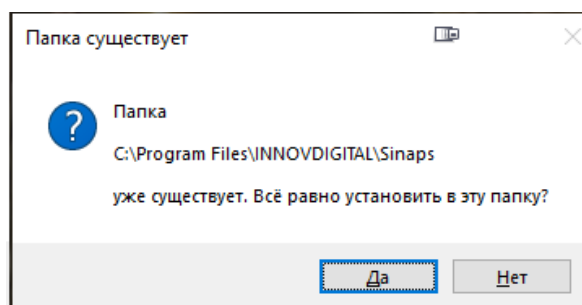 Папка существует
Папка
C:\Program Files\INNOVDIGITAL\Sinaps
уже существует. Всё равно установить в эту папку?
Да
Нет